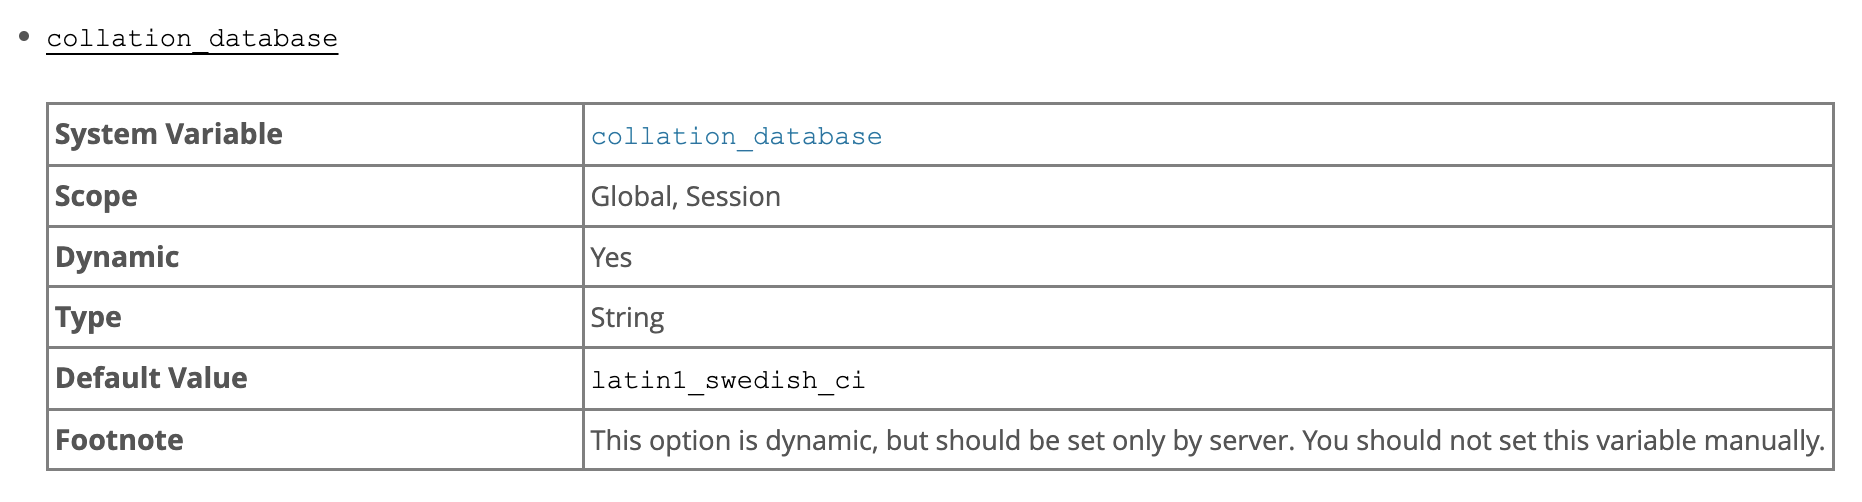 collation_database
System Variable collation_database
Scope Global, Session
Dynamic Yes
Type String
Default Value latin1_swedish_ci
Footnote This option is dynamic, but should be set only by server. You should not set this variable manually.